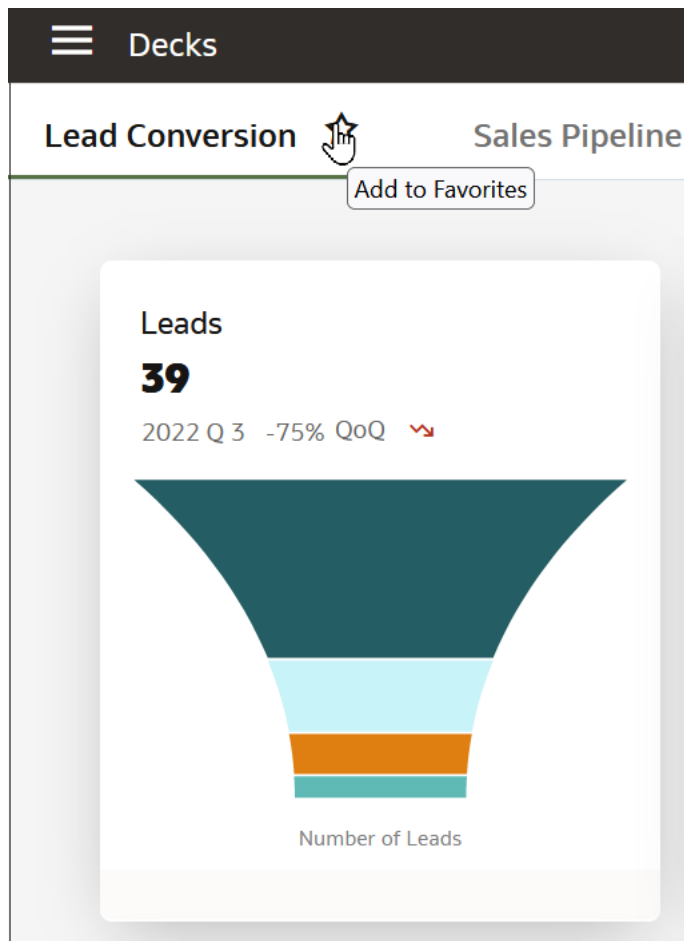 Decks
Lead Conversion Sales Pipeline
Add to Favorites
Leads
39
2022 Q 3 -75% QoQ
Number of Leads